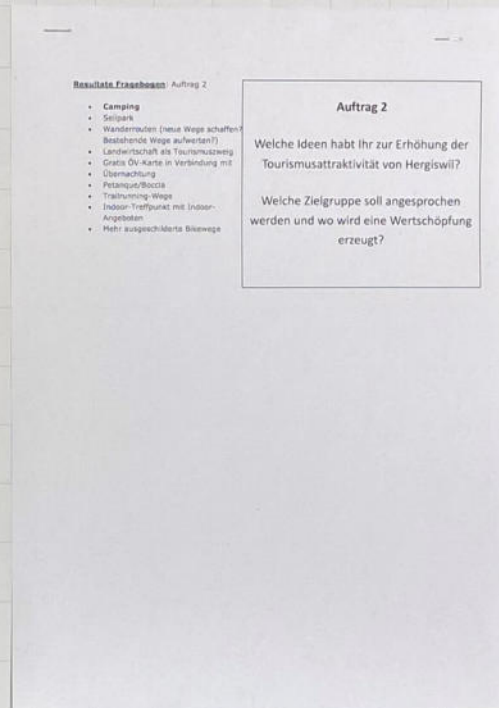 Resultate Fragebogen: Auftrag 2
Camping
Seilpark
Wanderrouten (neue Wege schaffen?
Bestehende Wege aufwerten?)
Landwirtschaft als Tourismuszweig
Gratis ÖV-Karte in Verbindung mit
Übernachtung
Petanque/Boccia
Trailrunning-Wege
Indoor-Treffpunkt mit Indoor-
Angeboten
Mehr ausgeschilderte Bikewege
Auftrag 2
Welche Ideen habt Ihr zur Erhöhung der
Tourismusattraktivität von Hergiswil?
Welche Zielgruppe soll angesprochen
werden und wo wird eine Wertschöpfung
erzeugt?